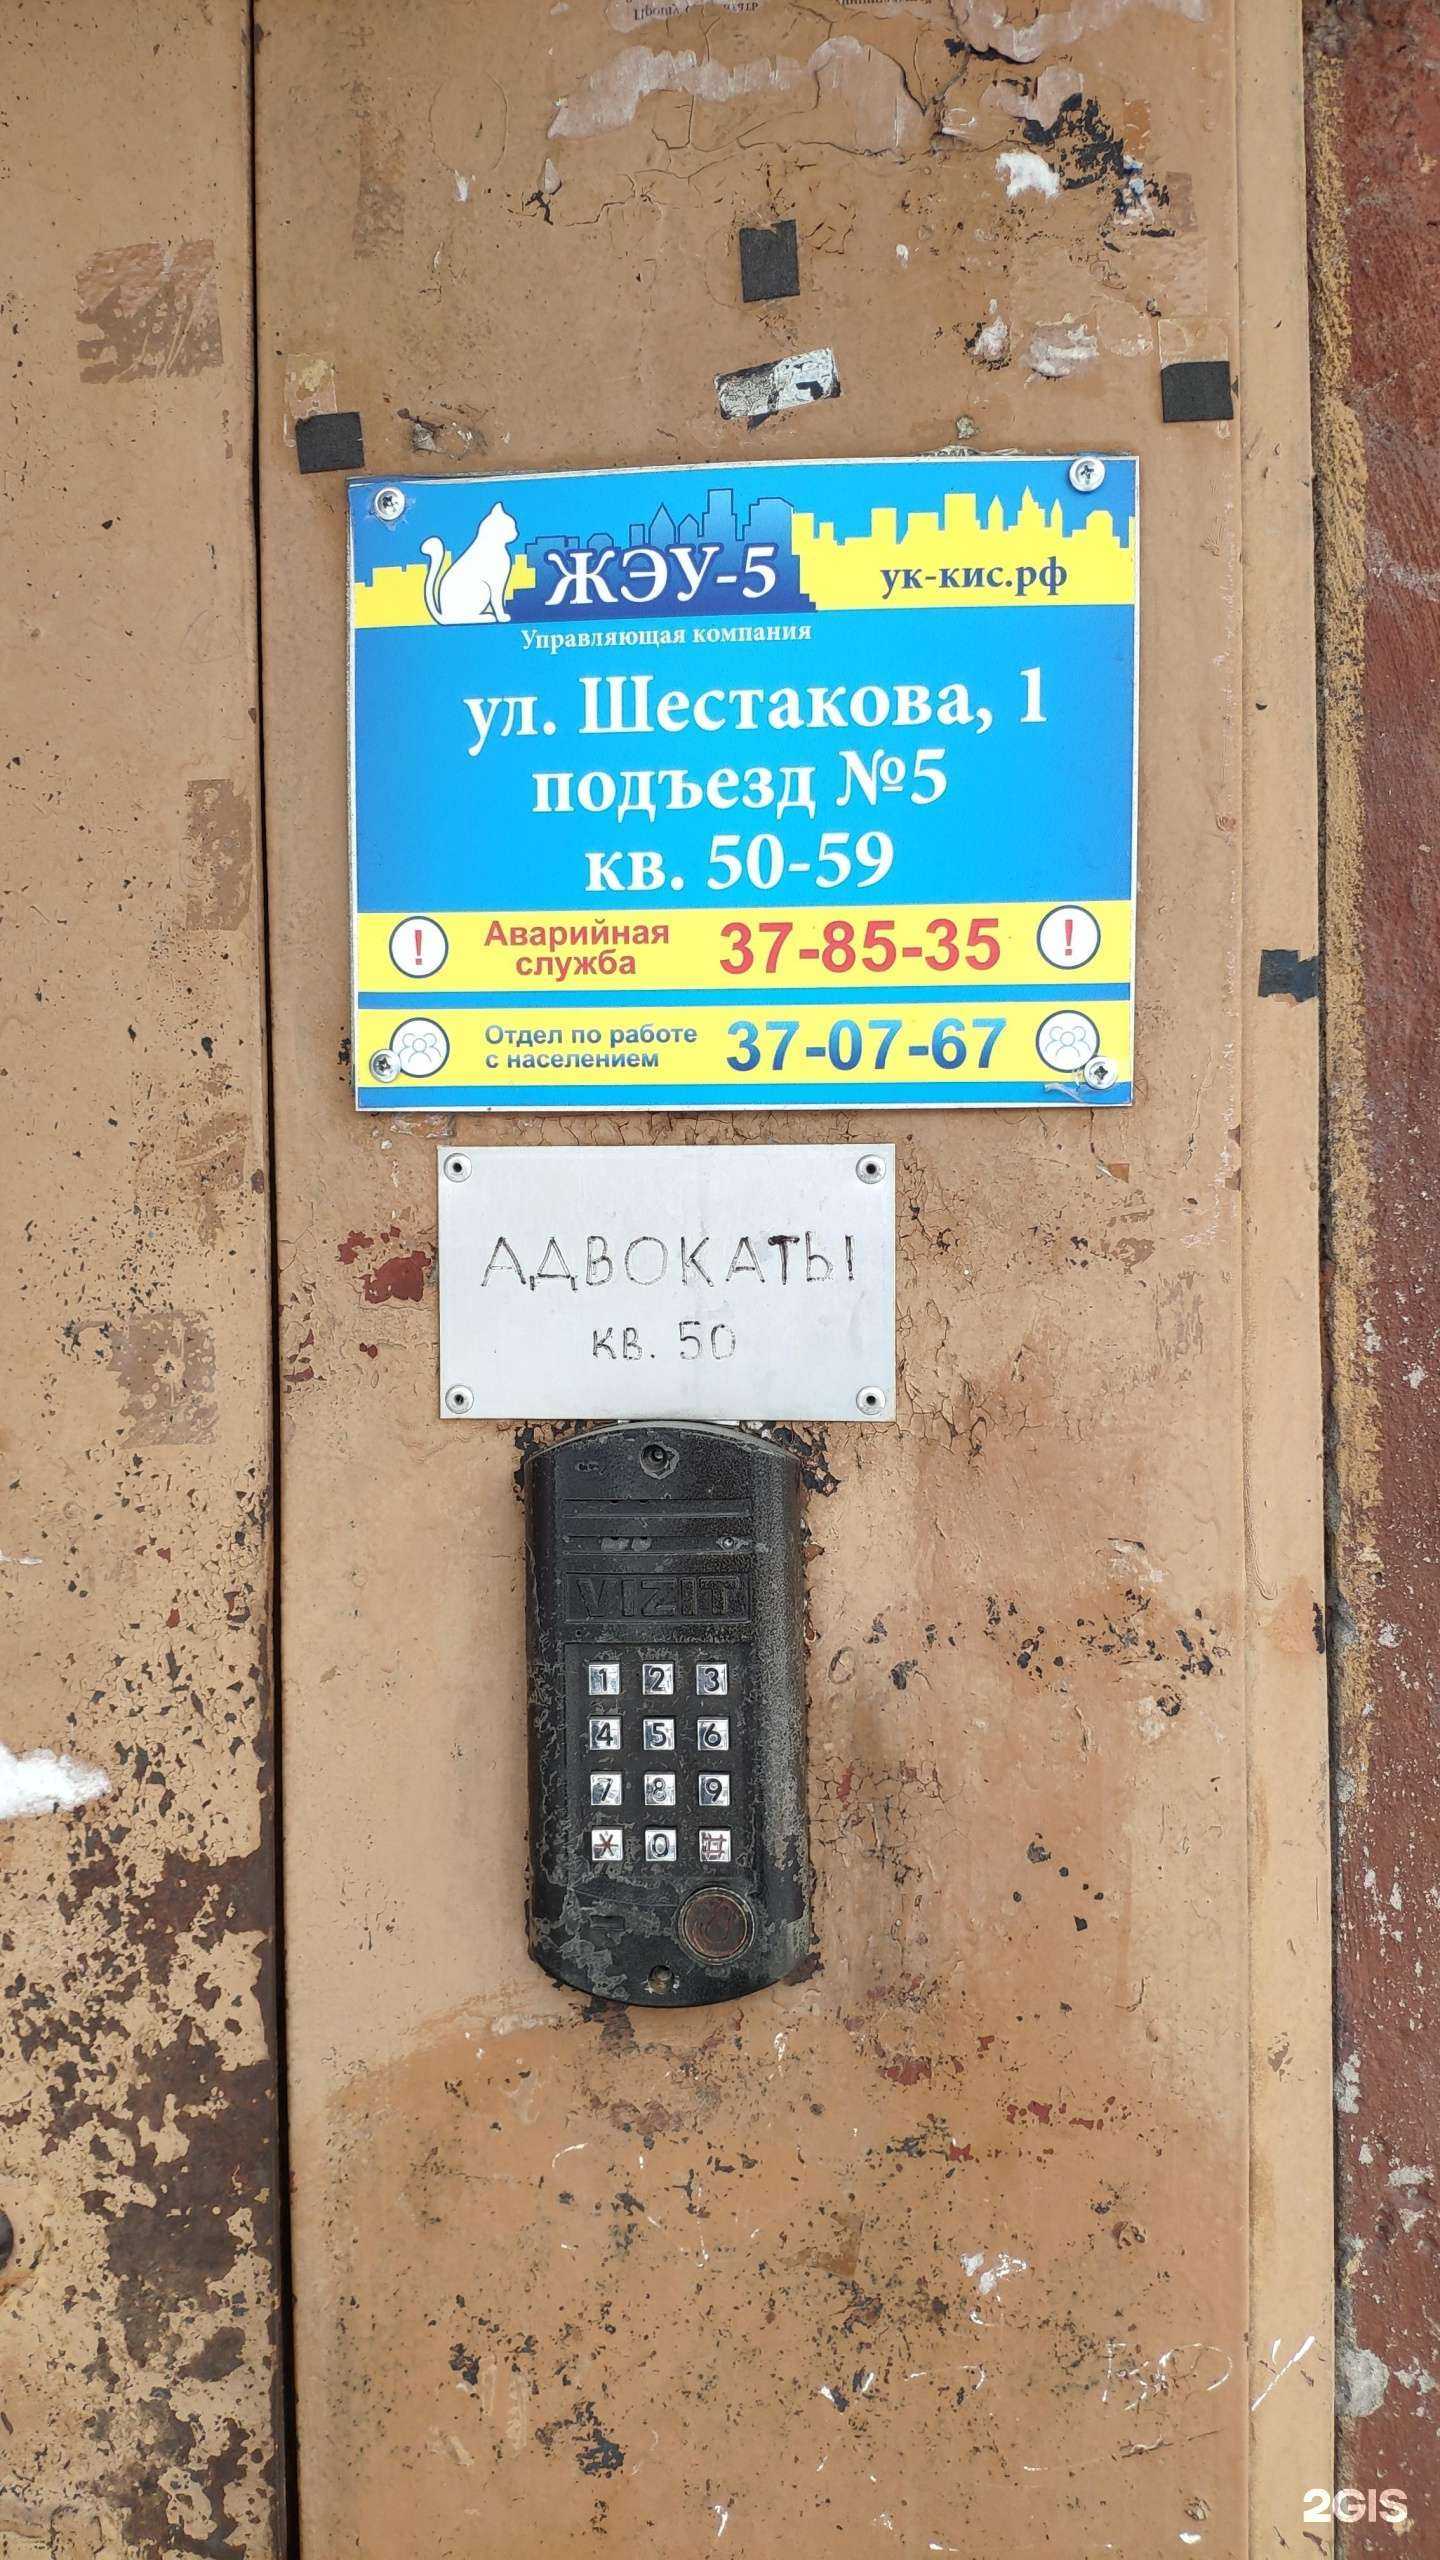 ЖЭУ-5
ук-кис.рф
Управляющая компания
ул. Шестакова, 1
подъезд №5
кв. 50-59
! Аварийная служба 37-85-35 !
Отдел по работе с населением 37-07-67
АДВОКАТЫ
кв. 50
VIZIT
1 2 3
4 5 6
7 8 9
* 0 #
2GIS